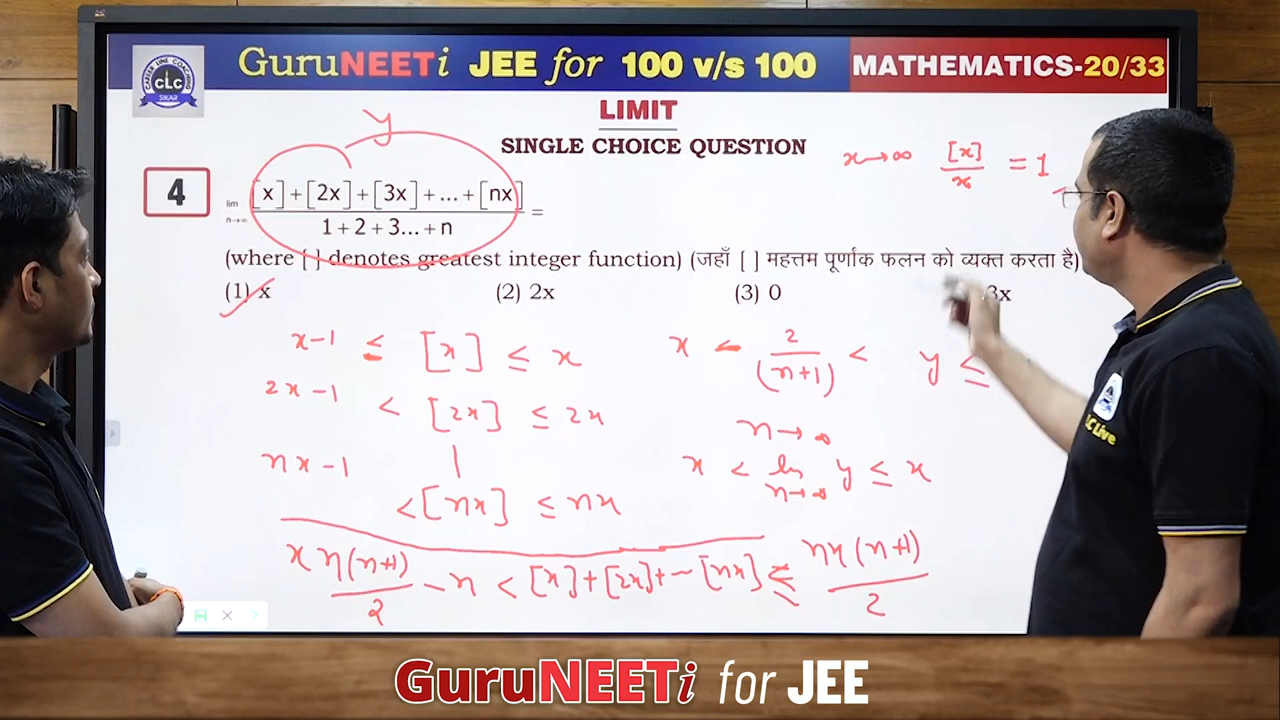 GuruNEETi JEE for 100 v/s 100 MATHEMATICS-20/33
CAREER LINE COACHING
CLC
SIKAR
LIMIT
SINGLE CHOICE QUESTION
y
x→∞ [x]/x = 1
4
lim n→∞ [x]+[2x]+[3x]+...+[nx] / 1+2+3...+n =
(where [ ] denotes greatest integer function) (जहाँ [ ] महत्तम पूर्णांक फलन को व्यक्त करता है)
(1) x (2) 2x (3) 0 3x
x-1 ≤ [x] ≤ x
2x-1 < [2x] ≤ 2x
|
nx-1 < [nx] ≤ nx
x n(n+1)/2 - n < [x]+[2x]+--[nx] ≤ nx(n+1)/2
x - 2/(n+1) < y ≤
n→∞
x < lim n→∞ y ≤ x
LC Live
GuruNEETi for JEE